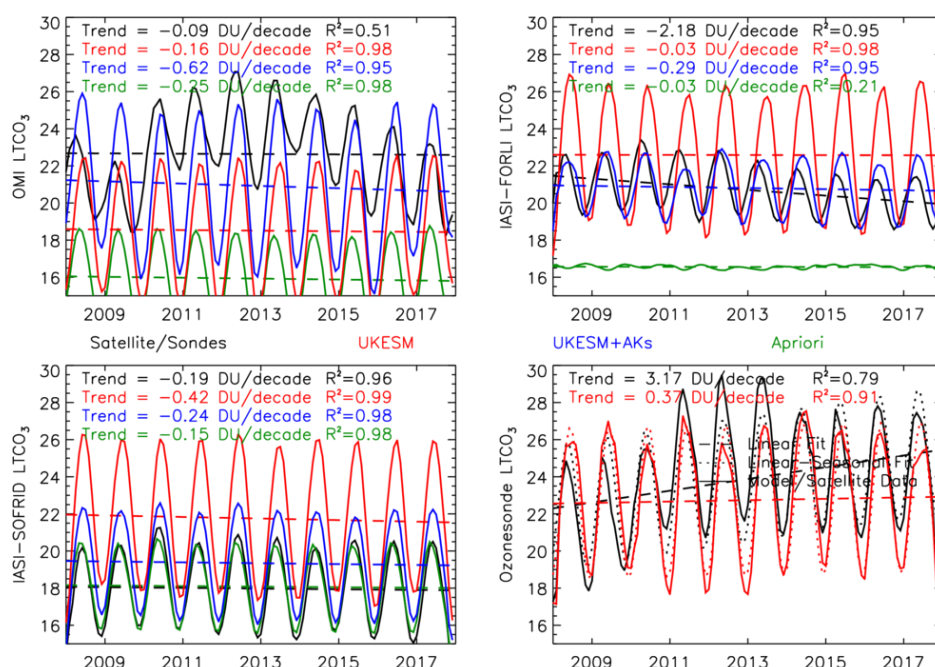 30
28
26
24
22
20
18
16
OMI LTCO₃
Trend = −0.09 DU/decade R²=0.51
Trend = −0.16 DU/decade R²=0.98
Trend = −0.62 DU/decade R²=0.95
Trend = −0.25 DU/decade R²=0.98
2009 2011 2013 2015 2017
30
28
26
24
22
20
18
16
IASI−FORLI LTCO₃
Trend = −2.18 DU/decade R²=0.95
Trend = −0.03 DU/decade R²=0.98
Trend = −0.29 DU/decade R²=0.95
Trend = −0.03 DU/decade R²=0.21
2009 2011 2013 2015 2017
Satellite/Sondes UKESM UKESM+AKs Apriori
30
28
26
24
22
20
18
16
IASI−SOFRID LTCO₃
Trend = −0.19 DU/decade R²=0.96
Trend = −0.42 DU/decade R²=0.99
Trend = −0.24 DU/decade R²=0.98
Trend = −0.15 DU/decade R²=0.98
2009 2011 2013 2015 2017
30
28
26
24
22
20
18
16
Ozonesonde LTCO₃
Trend = 3.17 DU/decade R²=0.79
Trend = 0.37 DU/decade R²=0.91
Linear Fit
Linear−Seasonal Fit
Model/Satellite Data
2009 2011 2013 2015 2017